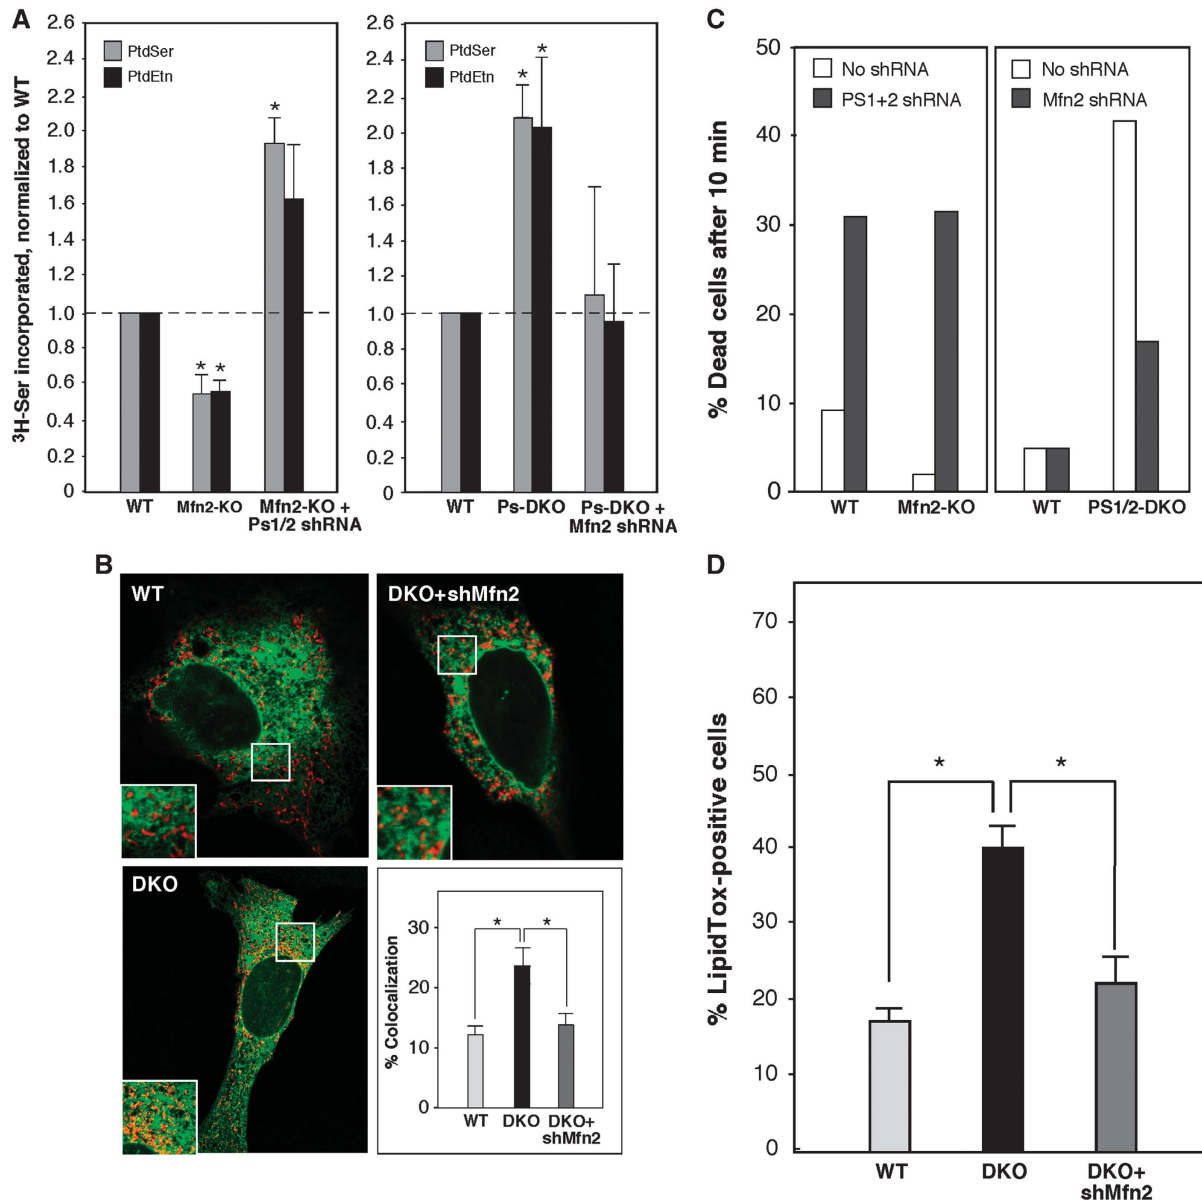 A
³H-Ser incorporated, normalized to WT
2.6
2.4
2.2
2.0
1.8
1.6
1.4
1.2
1.0
0.8
0.6
0.4
0.2
0
PtdSer
PtdEtn
*
*
*
WT
Mfn2-KO
Mfn2-KO +
Ps1/2 shRNA
2.6
2.4
2.2
2.0
1.8
1.6
1.4
1.2
1.0
0.8
0.6
0.4
0.2
0
PtdSer
PtdEtn
*
*
WT
Ps-DKO
Ps-DKO +
Mfn2 shRNA
C
% Dead cells after 10 min
50
40
30
20
10
0
No shRNA
PS1+2 shRNA
WT
Mfn2-KO
No shRNA
Mfn2 shRNA
WT
PS1/2-DKO
B
WT
DKO+shMfn2
DKO
% Colocalization
30
20
10
0
*
*
WT
DKO
DKO+
shMfn2
D
% LipidTox-positive cells
70
60
50
40
30
20
10
0
*
*
WT
DKO
DKO+
shMfn2